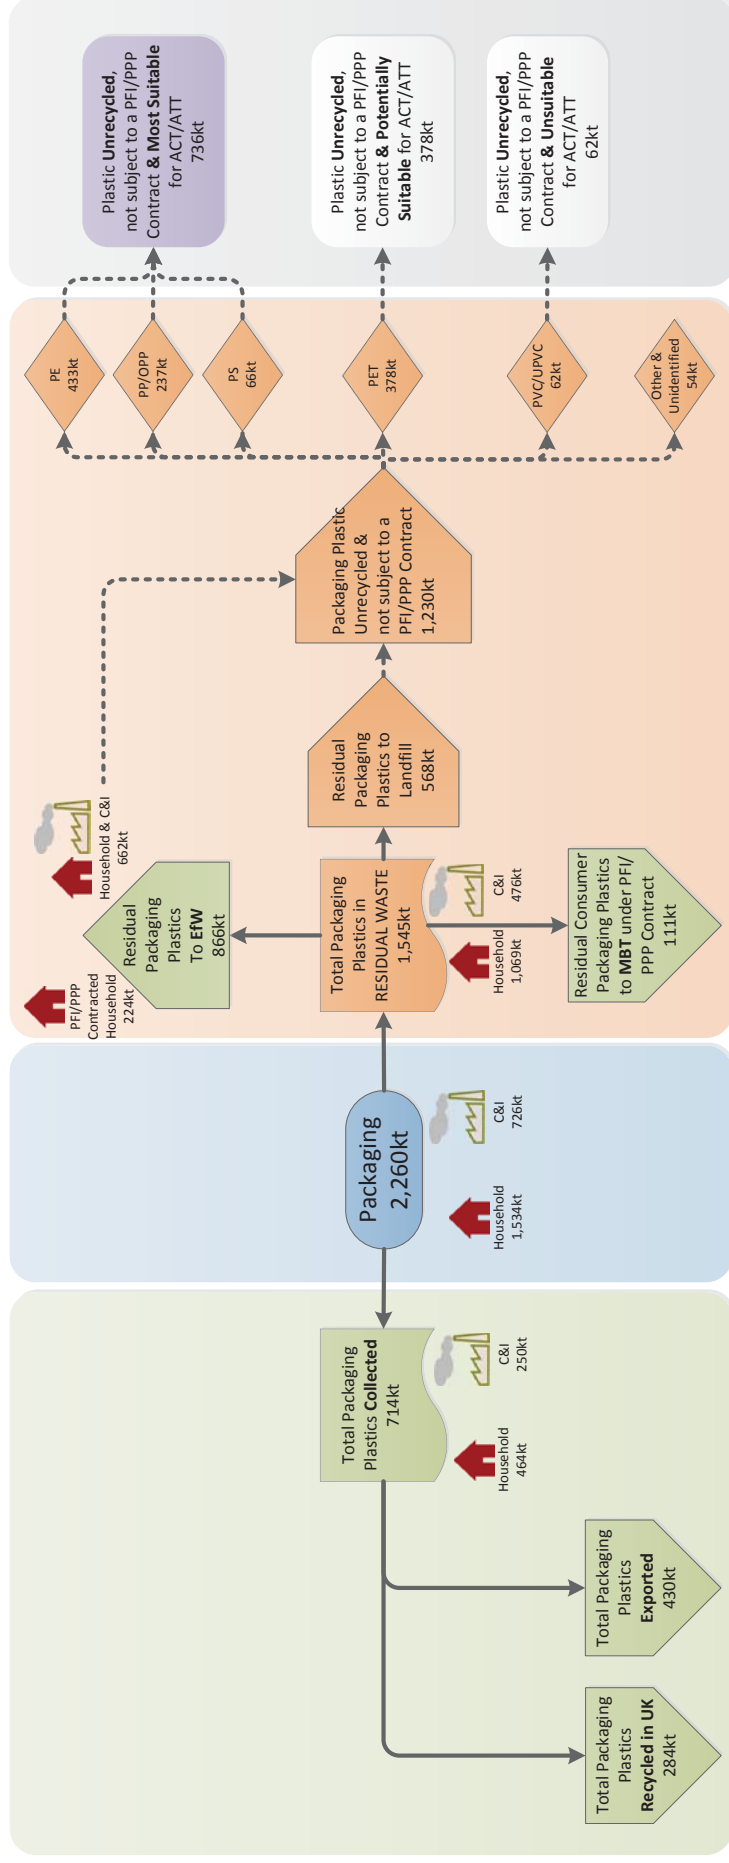 Total Packaging
Plastics
Recycled in UK
284kt
Total Packaging
Plastics
Exported
430kt
Total Packaging
Plastics Collected
714kt
Household
464kt
C&I
250kt
Packaging
2,260kt
Household
1,534kt
C&I
726kt
PFI/PPP
Contracted
Household
224kt
Residual
Packaging
Plastics
To EfW
866kt
Household & C&I
662kt
Total Packaging
Plastics in
RESIDUAL WASTE
1,545kt
Household
1,069kt
C&I
476kt
Residual Consumer
Packaging Plastics
to MBT under PFI/
PPP Contract
111kt
Residual
Packaging
Plastics to
Landfill
568kt
Packaging Plastic
Unrecycled &
not subject to a
PFI/PPP Contract
1,230kt
PE
433kt
PP/OPP
237kt
PS
66kt
PET
378kt
PVC/UPVC
62kt
Other &
Unidentified
54kt
Plastic Unrecycled,
not subject to a PFI/PPP
Contract & Most Suitable
for ACT/ATT
736kt
Plastic Unrecycled,
not subject to a PFI/PPP
Contract & Potentially
Suitable for ACT/ATT
378kt
Plastic Unrecycled,
not subject to a PFI/PPP
Contract & Unsuitable
for ACT/ATT
62kt